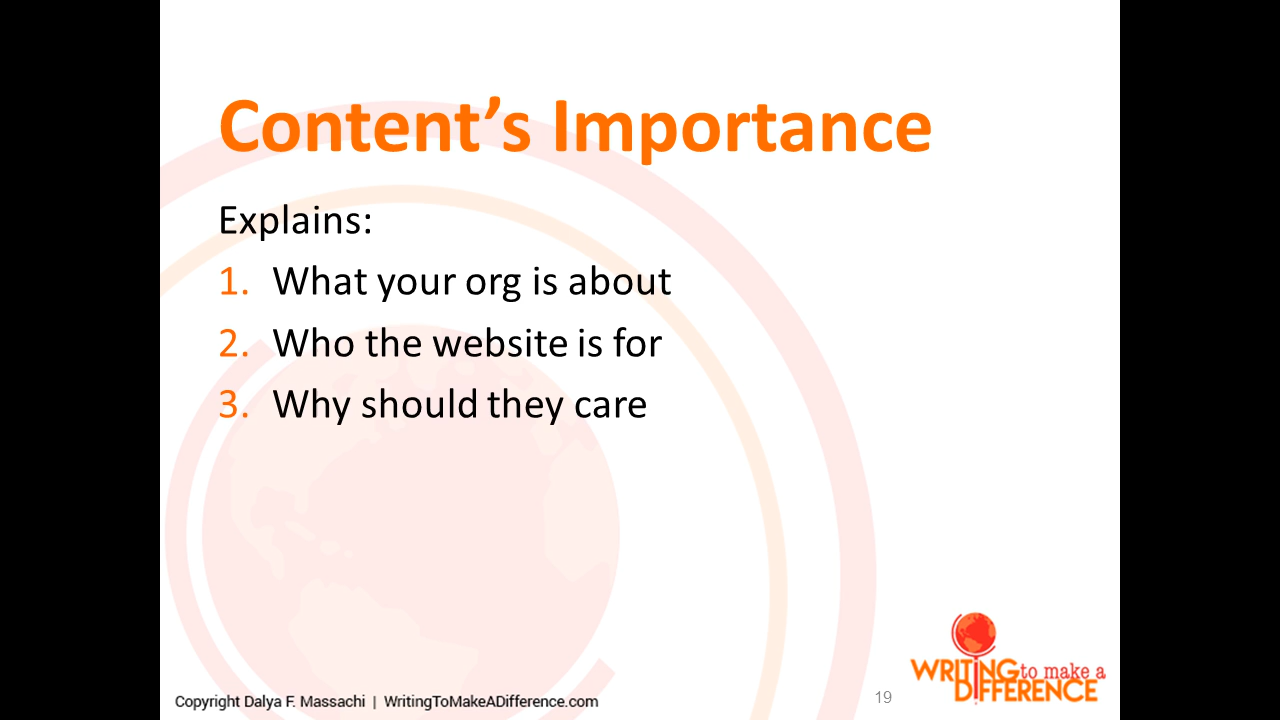 Content’s Importance
Explains:
1. What your org is about
2. Who the website is for
3. Why should they care
Copyright Dalya F. Massachi | WritingToMakeADifference.com
19
WRITING to make a
DIFFERENCE